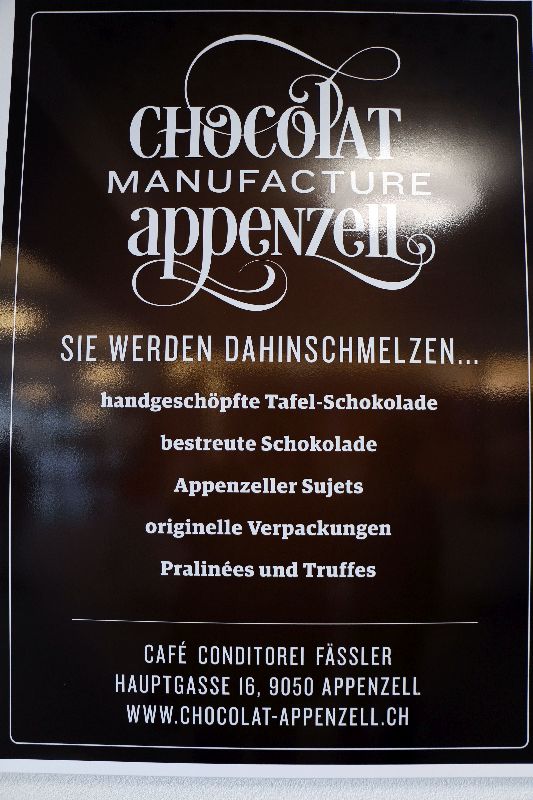 CHOCOLAT
MANUFACTURE
appenzell
SIE WERDEN DAHINSCHMELZEN...
handgeschöpfte Tafel-Schokolade
bestreute Schokolade
Appenzeller Sujets
originelle Verpackungen
Pralinées und Truffes
CAFÉ CONDITOREI FÄSSLER
HAUPTGASSE 16, 9050 APPENZELL
WWW.CHOCOLAT-APPENZELL.CH